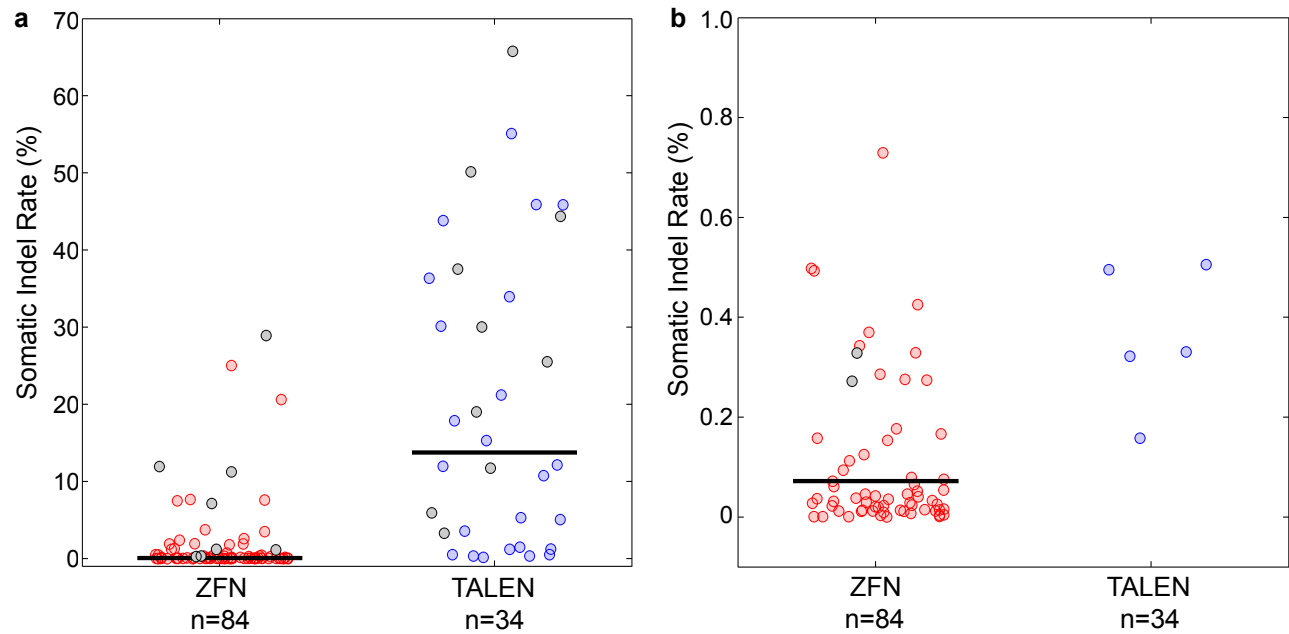 a
Somatic Indel Rate (%)
70
60
50
40
30
20
10
0
ZFN
n=84
TALEN
n=34
b
Somatic Indel Rate (%)
1.0
0.8
0.6
0.4
0.2
0
ZFN
n=84
TALEN
n=34